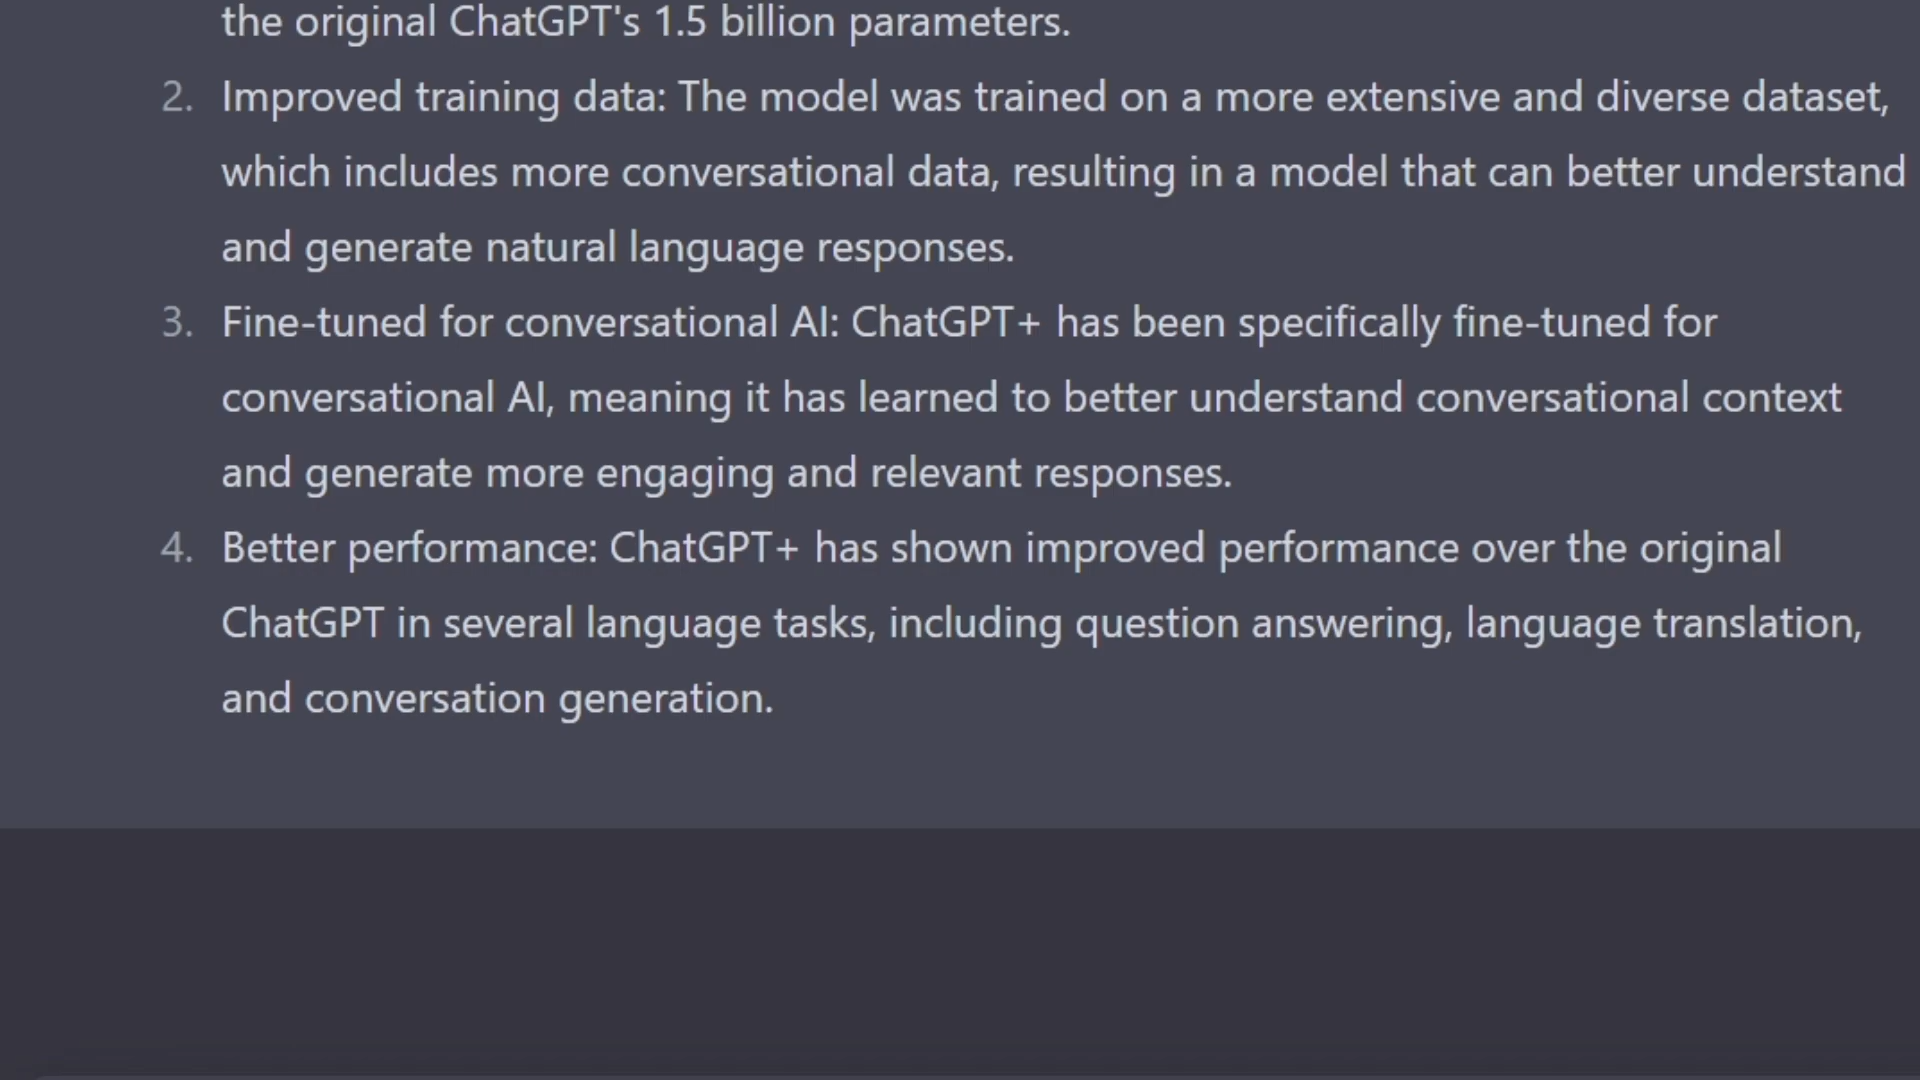 the original ChatGPT's 1.5 billion parameters.
2. Improved training data: The model was trained on a more extensive and diverse dataset,
which includes more conversational data, resulting in a model that can better understand
and generate natural language responses.
3. Fine-tuned for conversational AI: ChatGPT+ has been specifically fine-tuned for
conversational AI, meaning it has learned to better understand conversational context
and generate more engaging and relevant responses.
4. Better performance: ChatGPT+ has shown improved performance over the original
ChatGPT in several language tasks, including question answering, language translation,
and conversation generation.